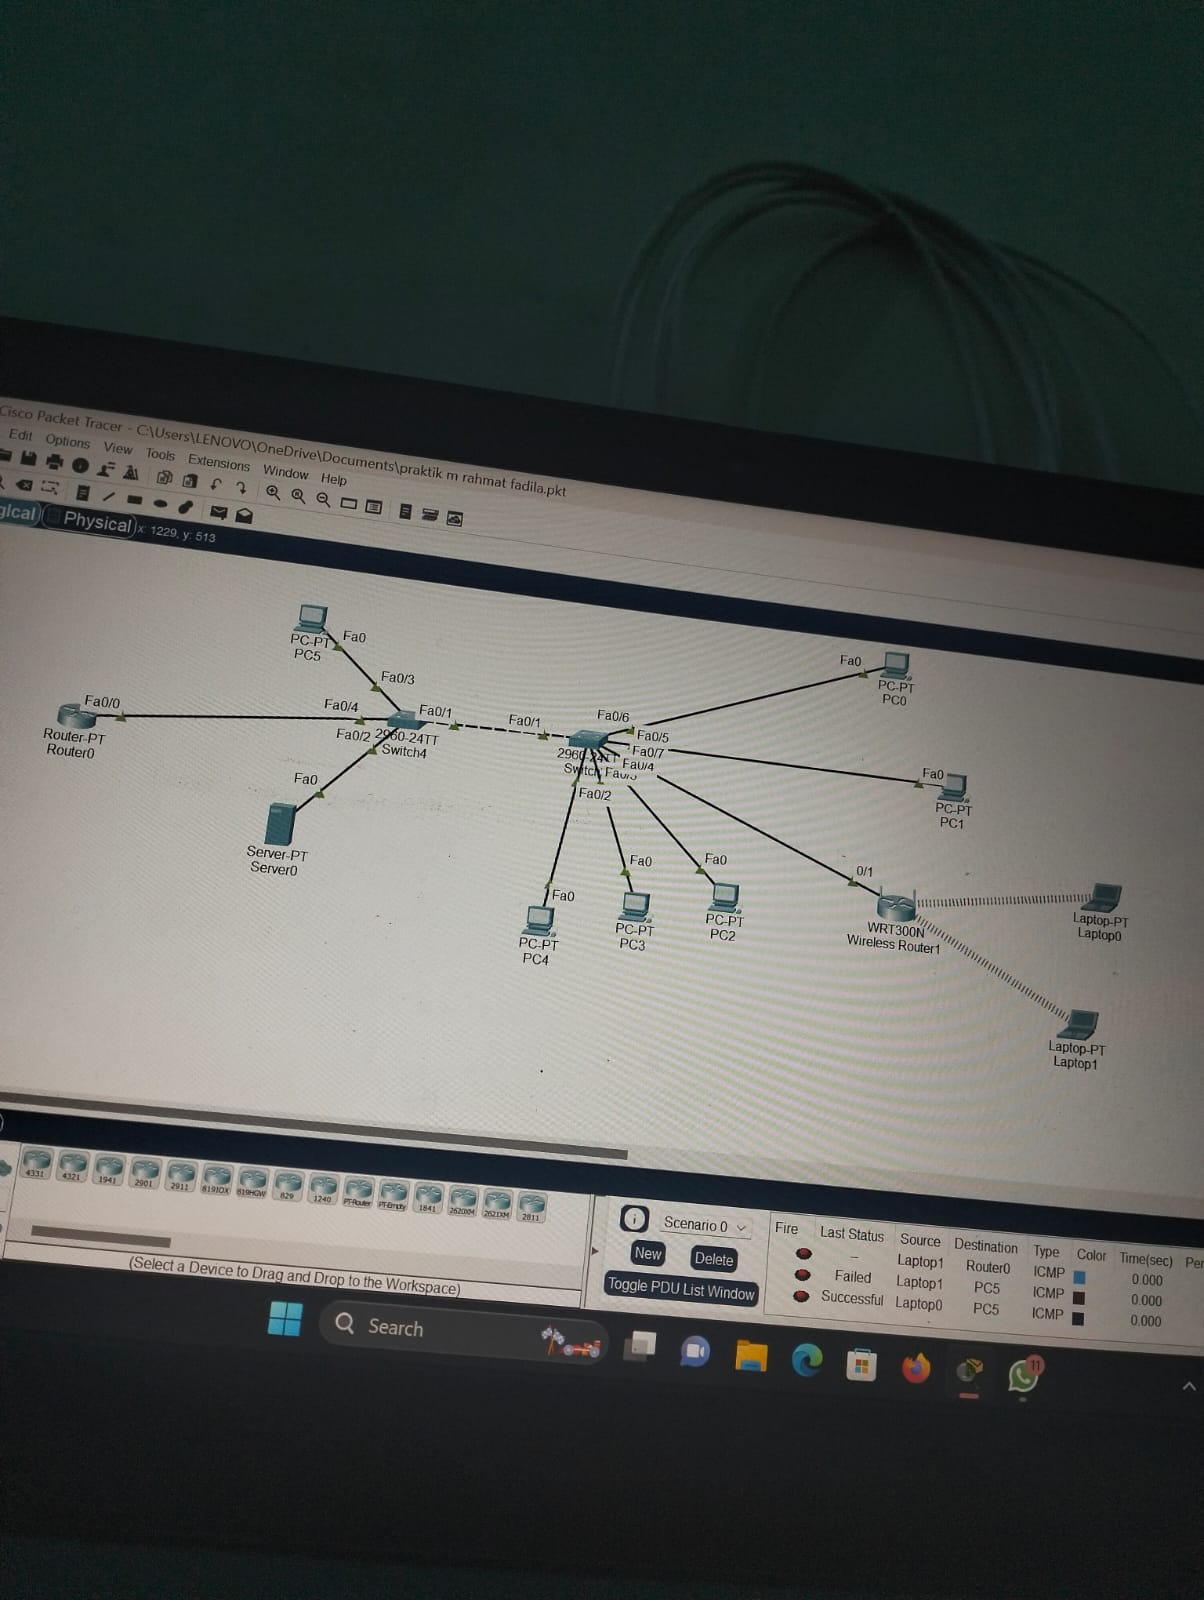 Cisco Packet Tracer - C:\Users\LENOVO\OneDrive\Documents\praktik m rahmat fadila.pkt
Edit Options View Tools Extensions Window Help
Physical x: 1229, y: 513
PC-PT
PC5
Fa0
Fa0/3
Fa0/0
Router-PT
Router0
Fa0/4
Fa0/1
Fa0/2 2960-24TT
Switch4
Fa0
Server-PT
Server0
Fa0/1
Fa0/6
Fa0/5
Fa0/7
Fa0/4
Fa0/2
Fa0
PC-PT
PC0
Fa0
PC-PT
PC1
Fa0
PC-PT
PC4
Fa0
PC-PT
PC3
Fa0
PC-PT
PC2
0/1
WRT300N
Wireless Router1
Laptop-PT
Laptop0
Laptop-PT
Laptop1
4331 4321 1941 2901 2911 819IOX 819HGW 829 1240 PT-Router PT-Empty 1841 2620XM 2621XM 2811
(Select a Device to Drag and Drop to the Workspace)
Scenario 0
New Delete
Toggle PDU List Window
Fire Last Status Source Destination Type Color Time(sec) Per
-- Laptop1 Router0 ICMP 0.000
Failed Laptop1 PC5 ICMP 0.000
Successful Laptop0 PC5 ICMP 0.000
Search
11